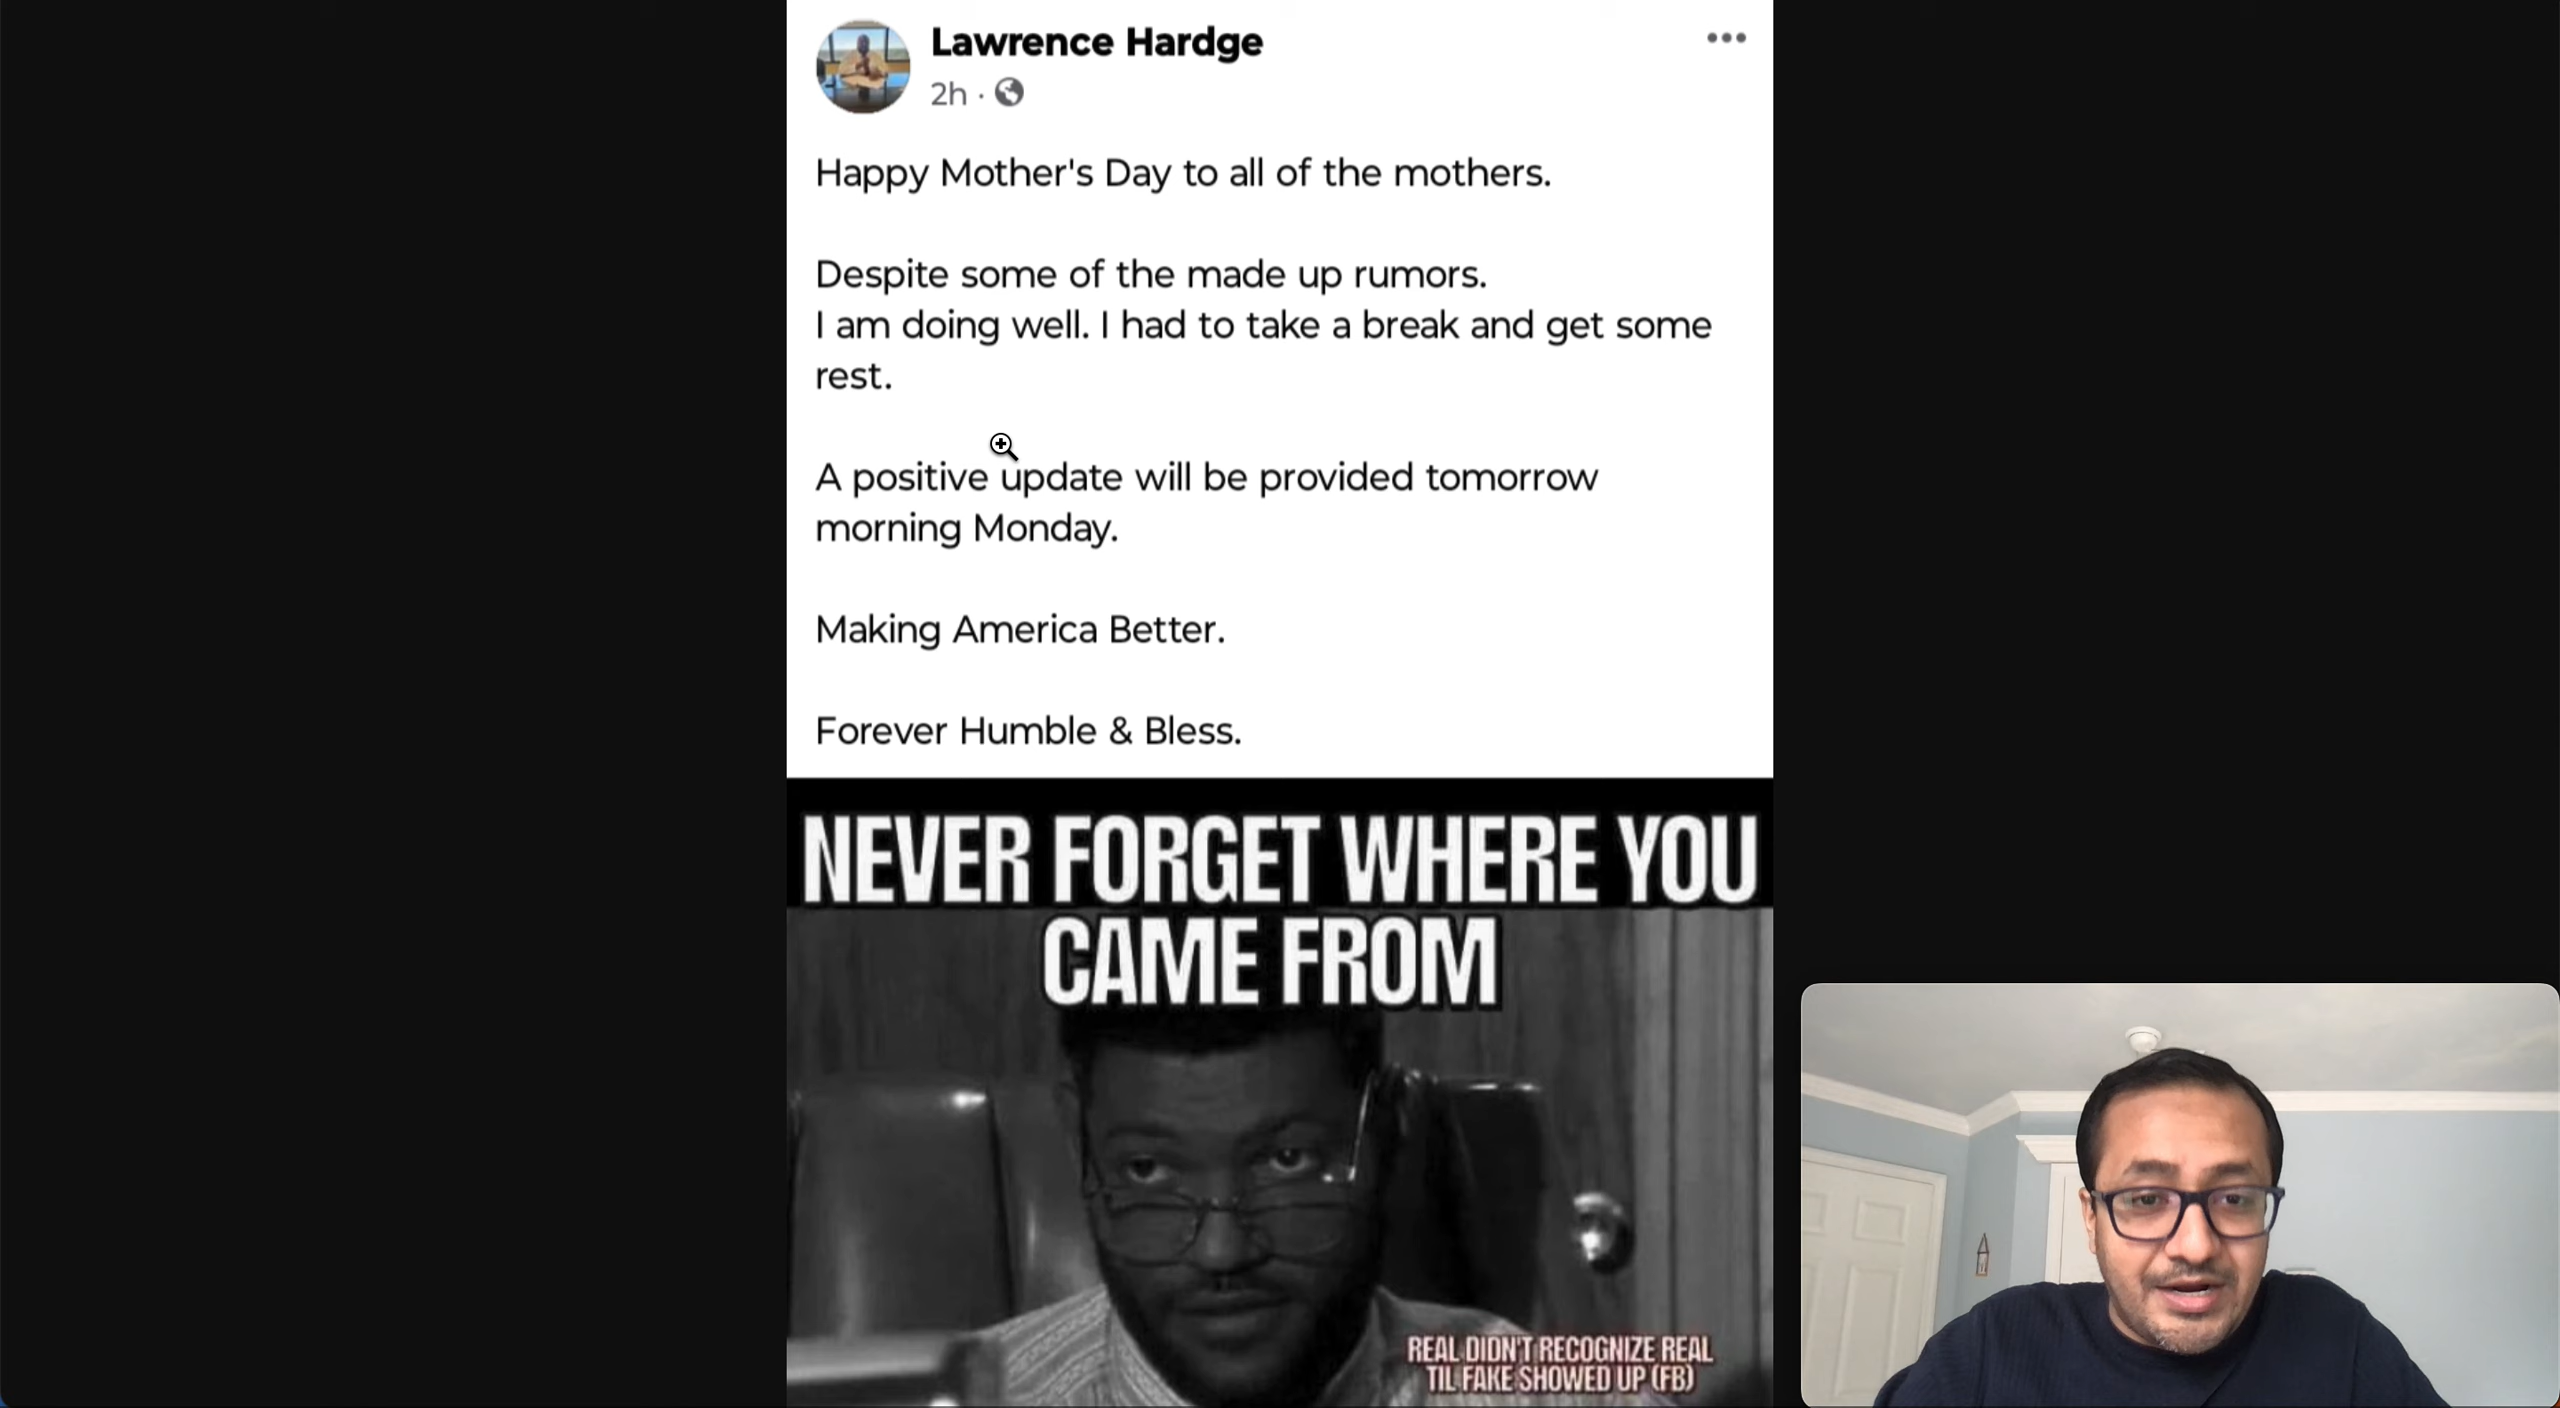 Lawrence Hardge
2h ·
Happy Mother's Day to all of the mothers.
Despite some of the made up rumors.
I am doing well. I had to take a break and get some
rest.
A positive update will be provided tomorrow
morning Monday.
Making America Better.
Forever Humble & Bless.
NEVER FORGET WHERE YOU
CAME FROM
REAL DIDN'T RECOGNIZE REAL
TIL FAKE SHOWED UP (FB)